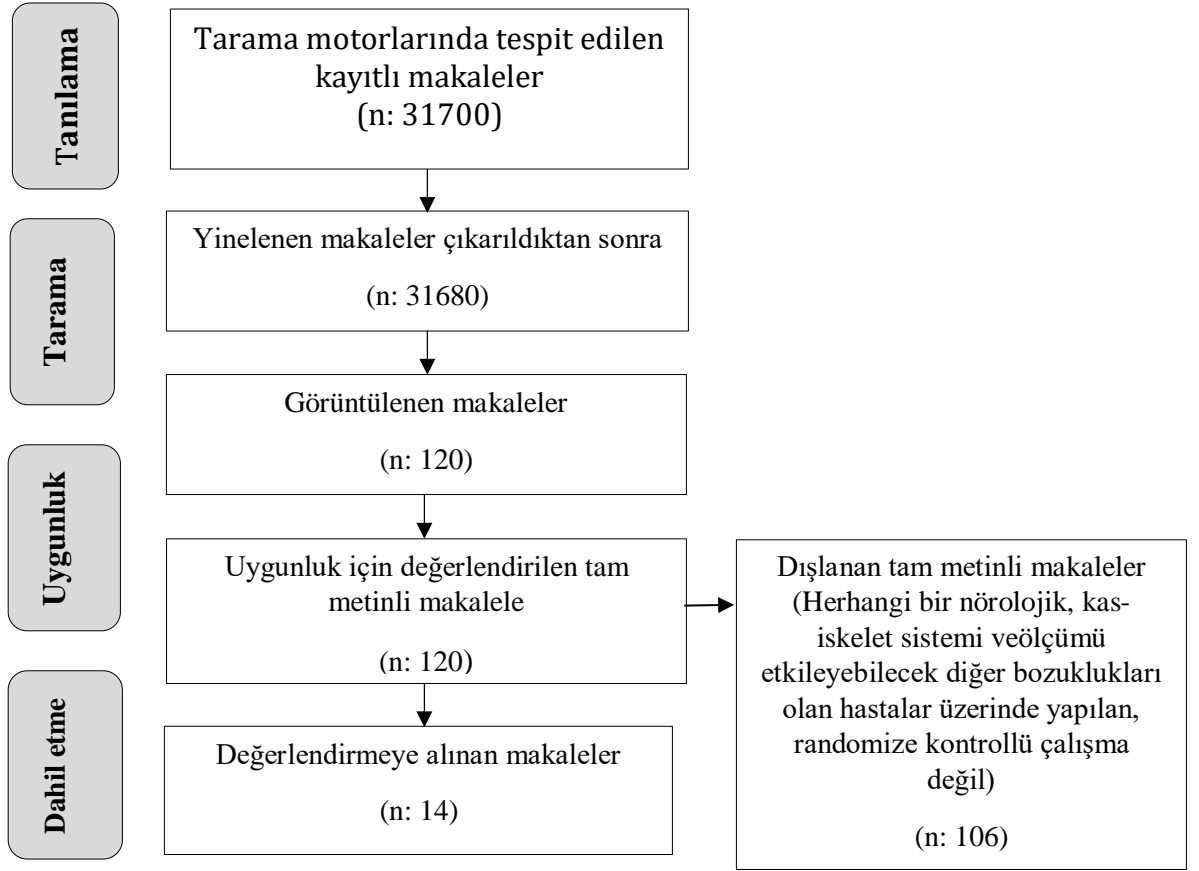 Tanılama
Tarama motorlarında tespit edilen
kayıtlı makaleler
(n: 31700)
Tarama
Yinelenen makaleler çıkarıldıktan sonra
(n: 31680)
Görüntülenen makaleler
(n: 120)
Uygunluk
Uygunluk için değerlendirilen tam
metinli makalele
(n: 120)
Dışlanan tam metinli makaleler
(Herhangi bir nörolojik, kas-
iskelet sistemi veölçümü
etkileyebilecek diğer bozuklukları
olan hastalar üzerinde yapılan,
randomize kontrollü çalışma
değil)
(n: 106)
Dahil etme
Değerlendirmeye alınan makaleler
(n: 14)